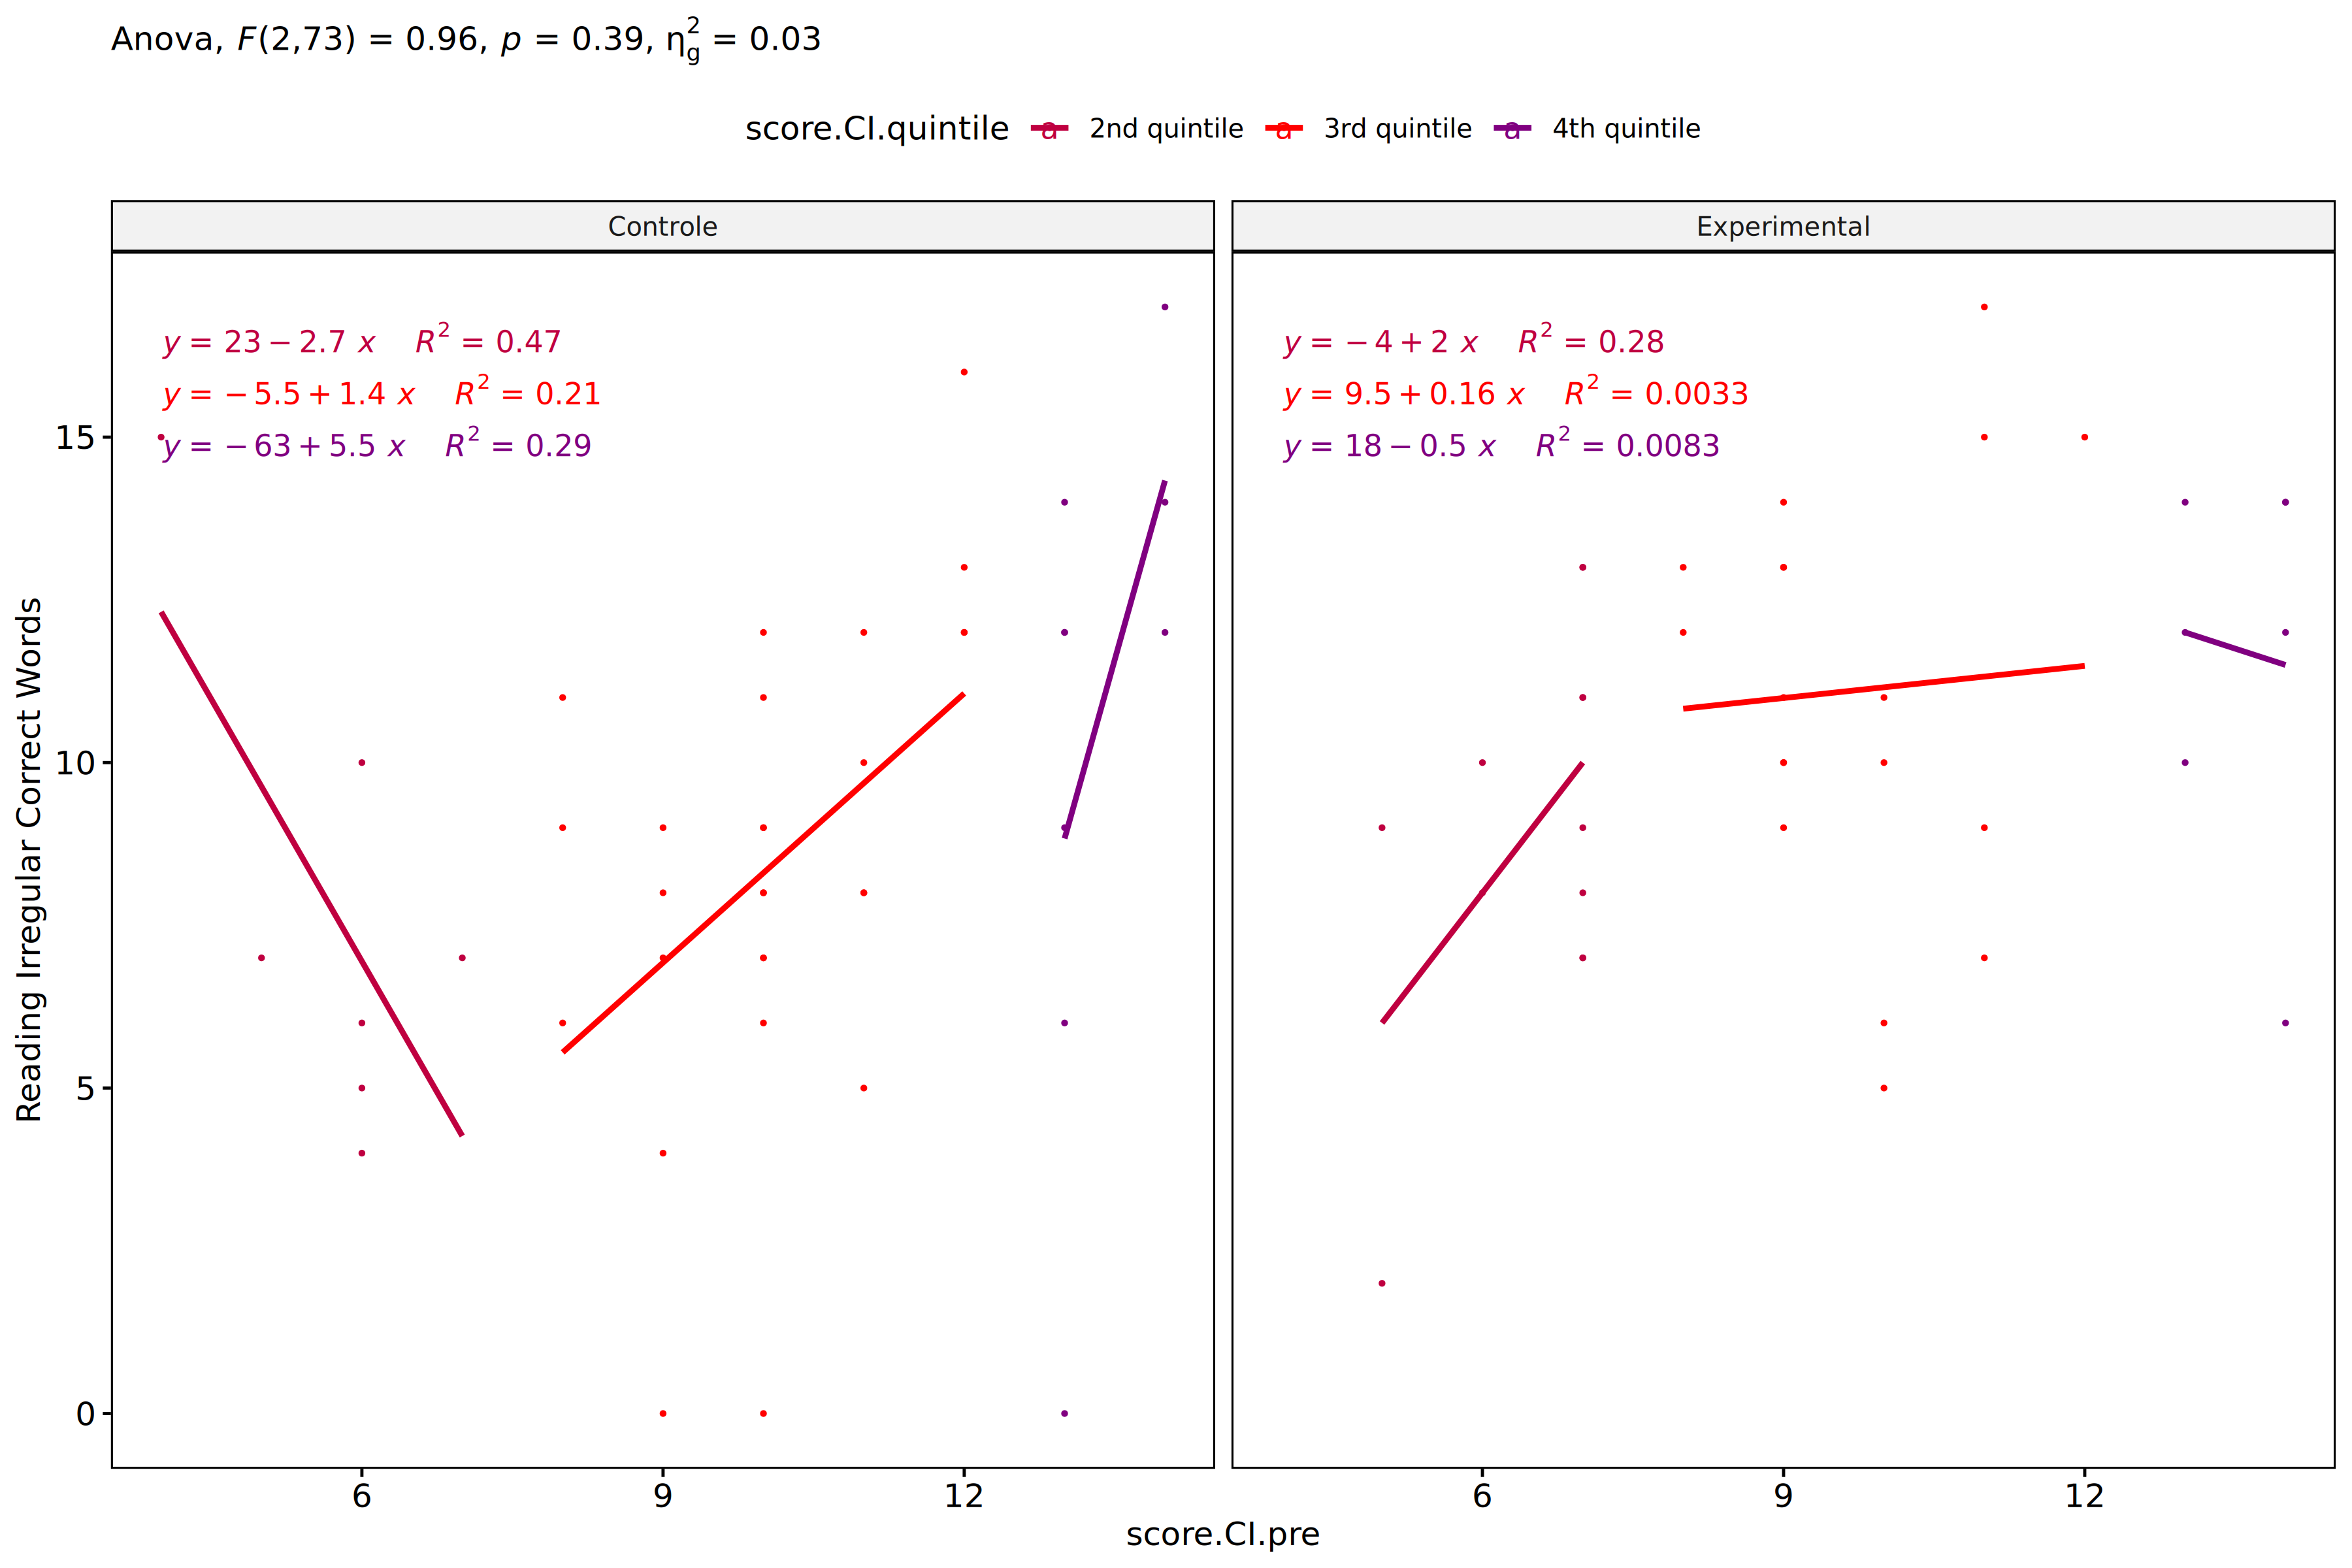 Anova, F(2,73) = 0.96, p = 0.39, η²g = 0.03
score.CI.quintile a 2nd quintile a 3rd quintile a 4th quintile
Controle
Experimental
y = 23 − 2.7 x R² = 0.47
y = − 5.5 + 1.4 x R² = 0.21
y = − 63 + 5.5 x R² = 0.29
y = − 4 + 2 x R² = 0.28
y = 9.5 + 0.16 x R² = 0.0033
y = 18 − 0.5 x R² = 0.0083
Reading Irregular Correct Words
15
10
5
0
6 9 12
6 9 12
score.CI.pre